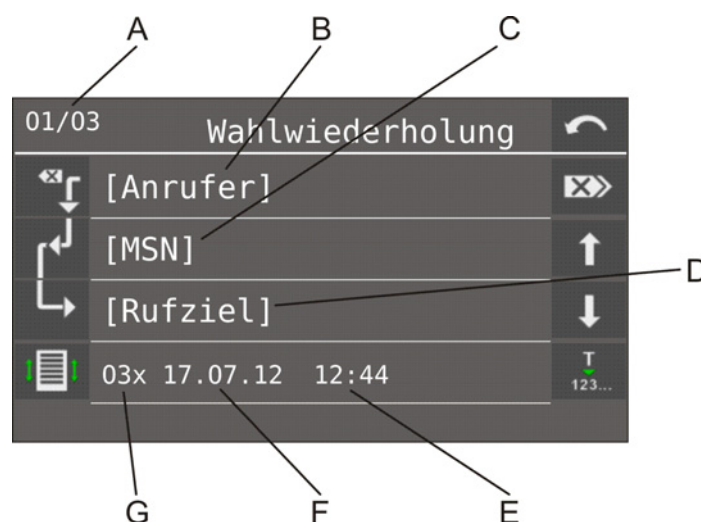 A B C
01/03 Wahlwiederholung
[Anrufer]
[MSN]
[Rufziel] D
03x 17.07.12 12:44 T
123...
G F E